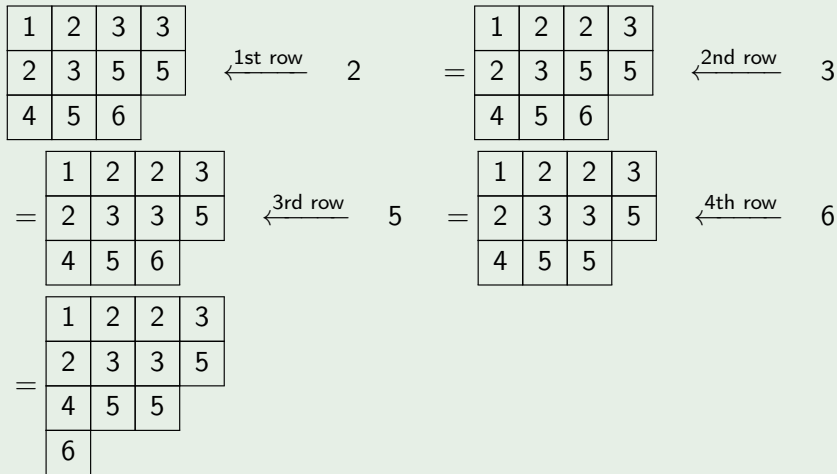 1 2 3 3 1 2 2 3
2 3 5 5 ←1st row 2 = 2 3 5 5 ←2nd row 3
4 5 6 4 5 6
1 2 2 3 1 2 2 3
= 2 3 3 5 ←3rd row 5 = 2 3 3 5 ←4th row 6
4 5 6 4 5 5
1 2 2 3
2 3 3 5
=
4 5 5
6